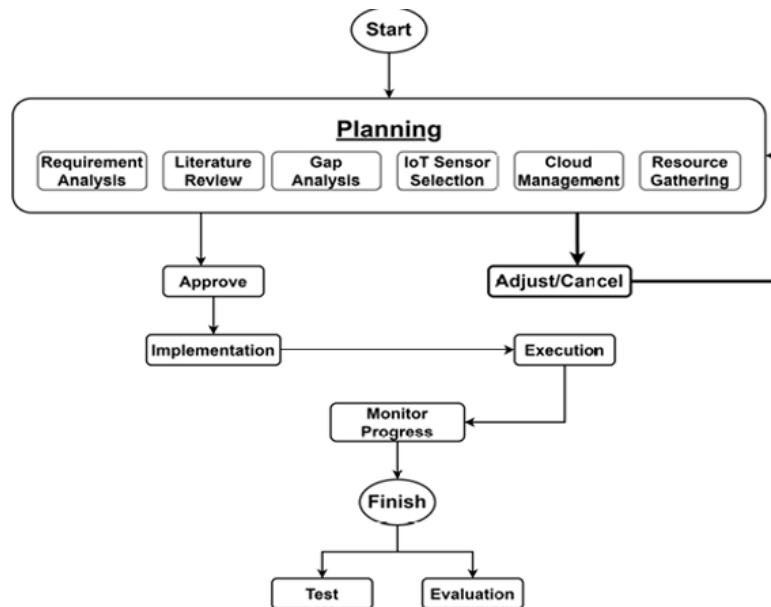 Start
Planning
Requirement
Analysis
Literature
Review
Gap
Analysis
IoT Sensor
Selection
Cloud
Management
Resource
Gathering
Approve
Adjust/Cancel
Implementation
Execution
Monitor
Progress
Finish
Test
Evaluation